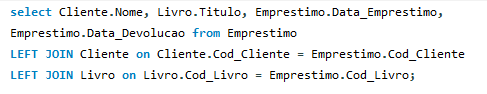 select Cliente.Nome, Livro.Titulo, Emprestimo.Data_Emprestimo,
Emprestimo.Data_Devolucao from Emprestimo
LEFT JOIN Cliente on Cliente.Cod_Cliente = Emprestimo.Cod_Cliente
LEFT JOIN Livro on Livro.Cod_Livro = Emprestimo.Cod_Livro;